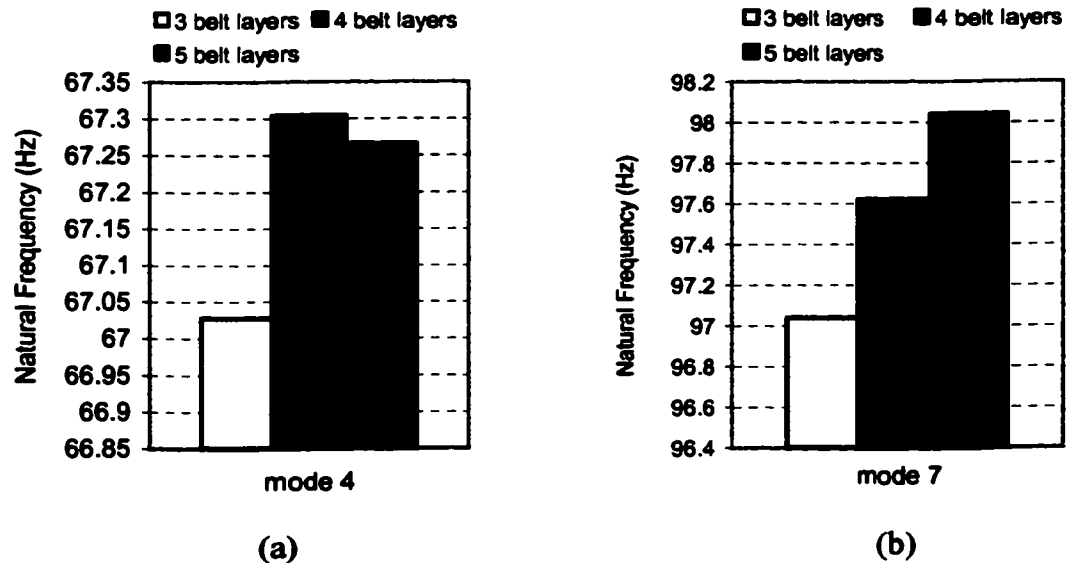 3 belt layers 4 belt layers
5 belt layers
67.35
67.3
67.25
67.2
67.15
67.1
67.05
67
66.95
66.9
66.85
Natural Frequency (Hz)
mode 4
(a)
3 belt layers 4 belt layers
5 belt layers
98.2
98
97.8
97.6
97.4
97.2
97
96.8
96.6
96.4
Natural Frequency (Hz)
mode 7
(b)